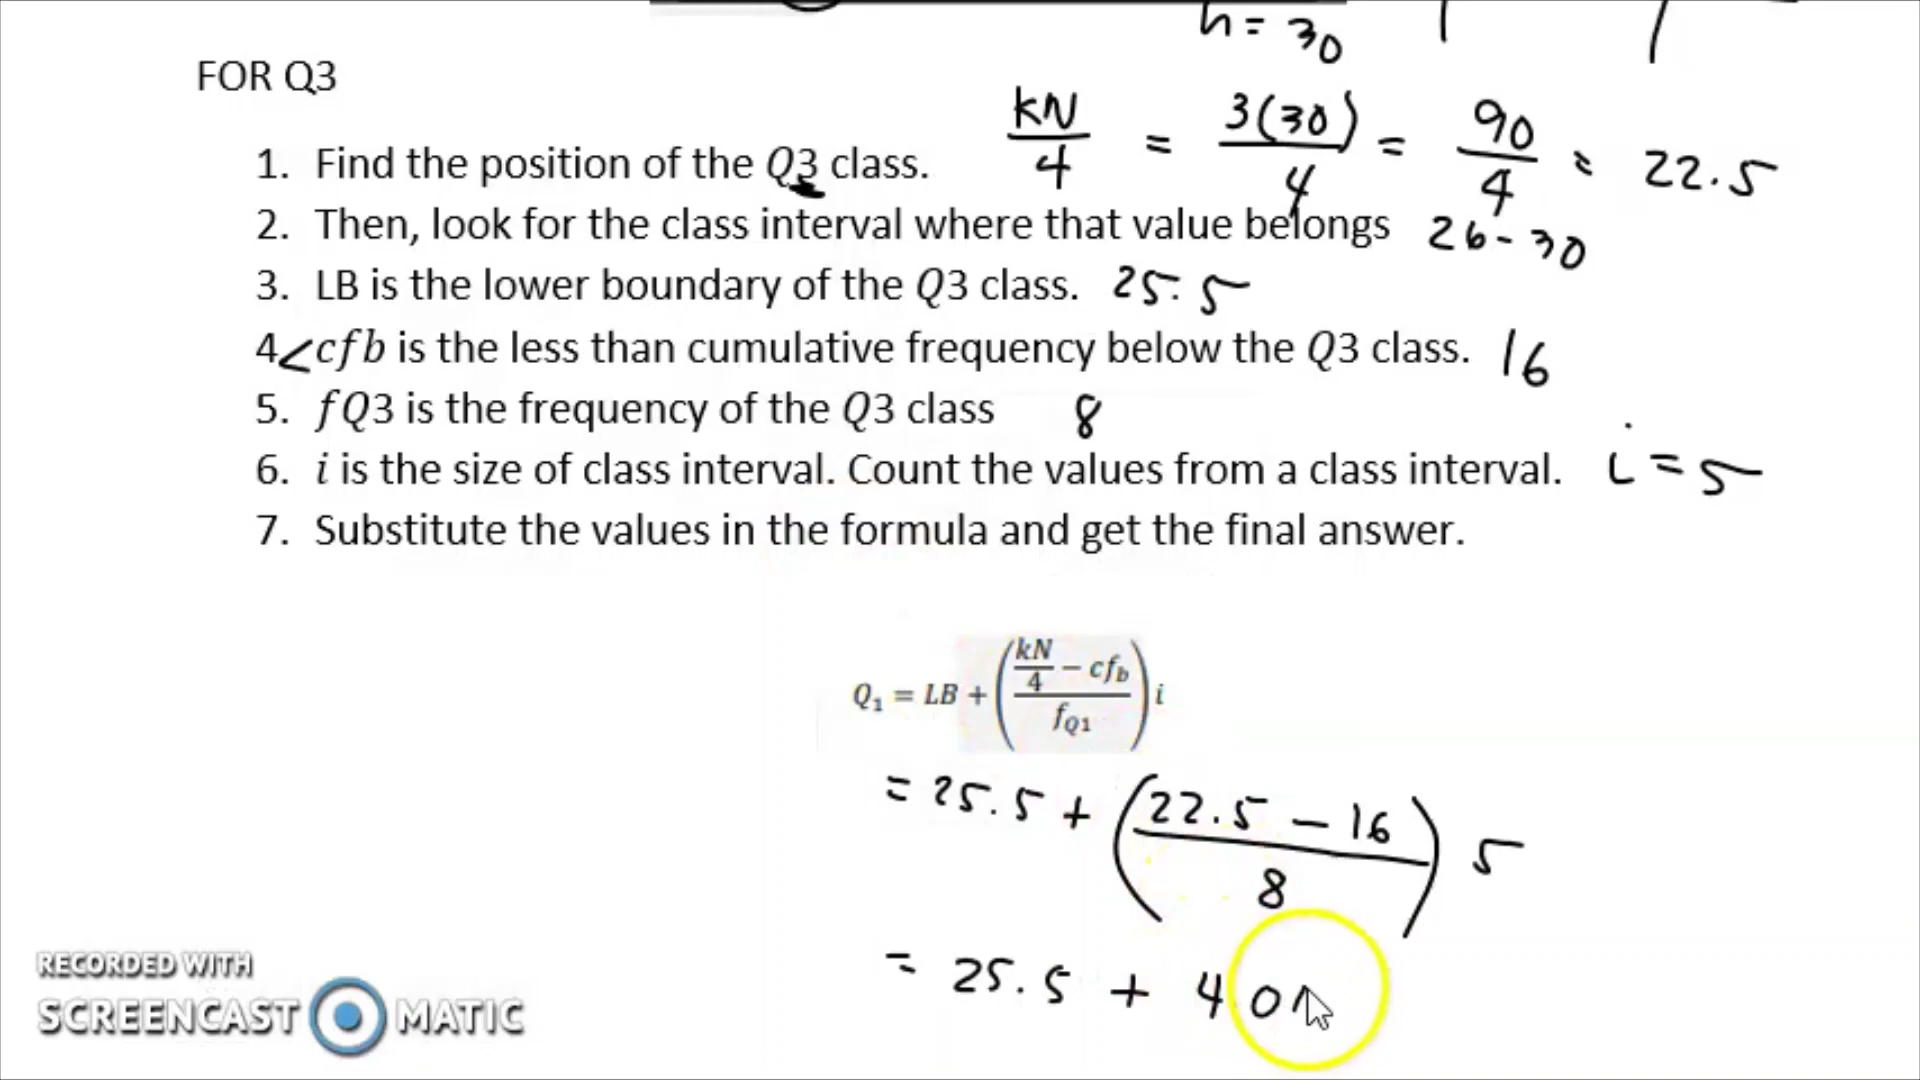 n = 30
FOR Q3
kN/4 = 3(30)/4 = 90/4 = 22.5
1. Find the position of the Q3 class.
2. Then, look for the class interval where that value belongs 26-30
3. LB is the lower boundary of the Q3 class. 25.5
4 <cfb is the less than cumulative frequency below the Q3 class. 16
5. fQ3 is the frequency of the Q3 class 8
6. i is the size of class interval. Count the values from a class interval. i = 5
7. Substitute the values in the formula and get the final answer.
Q₁ = LB + ((kN/4 − cf_b)/f_Q1) i
= 25.5 + ((22.5 − 16)/8) 5
= 25.5 + 4.0
RECORDED WITH
SCREENCAST MATIC